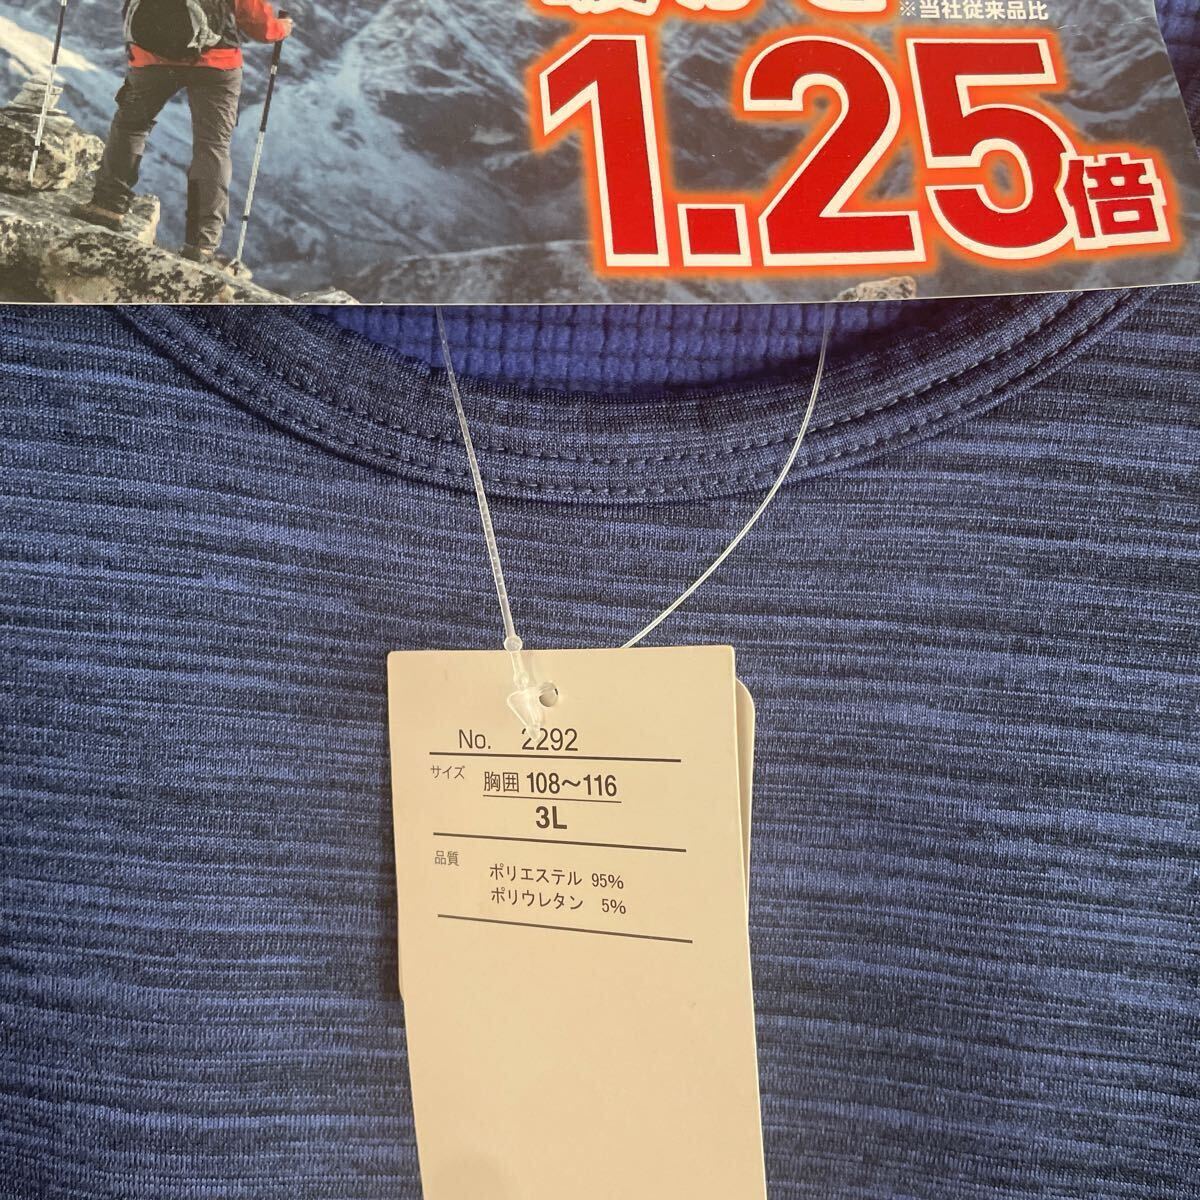 ※当社従来品比
1.25倍
No. 2292
サイズ 胸囲 108〜116
3L
品質
ポリエステル 95%
ポリウレタン 5%